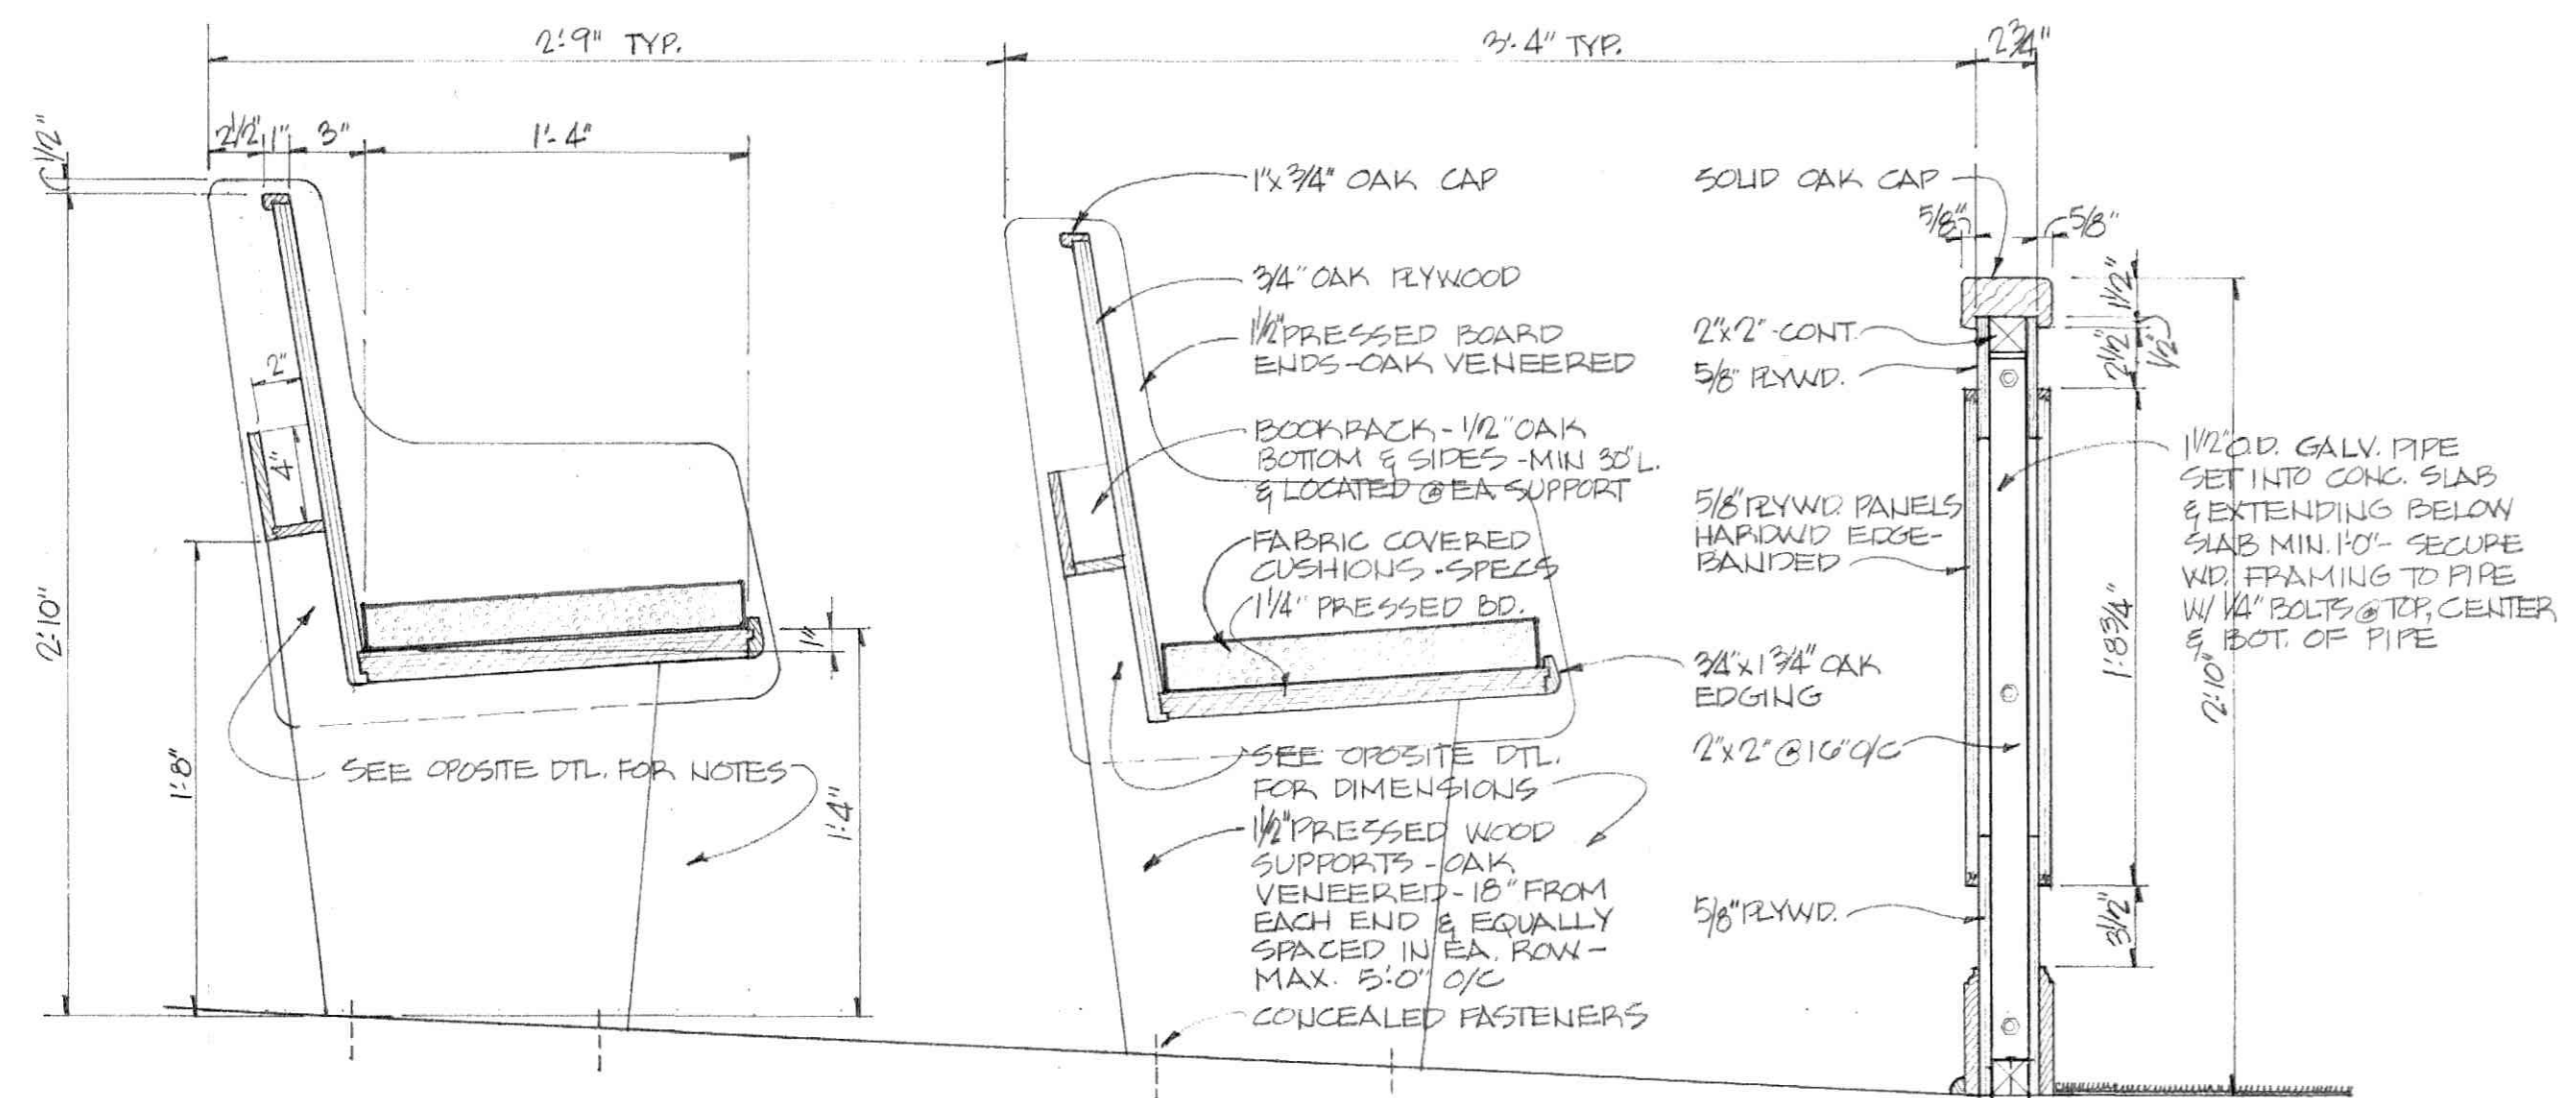 2'-9" TYP.
3'-4" TYP.
2 3/4"
1/2"
2 1/2"
1"
3"
1'-4"
1"x 3/4" OAK CAP
SOLID OAK CAP
5/8"
5/8"
3/4" OAK PLYWOOD
1 1/2" PRESSED BOARD
ENDS-OAK VENEERED
2"x2"-CONT.
5/8" PLYWD.
1 1/2"
2 1/2"
1/2"
2"
4"
BOOKRACK-1/2" OAK
BOTTOM & SIDES-MIN 30"L.
& LOCATED @ EA. SUPPORT
5/8" PLYWD. PANELS
HARDWD EDGE-
BANDED
1 1/2" O.D. GALV. PIPE
SET INTO CONC. SLAB
& EXTENDING BELOW
SLAB MIN. 1'-0"- SECURE
WD. FRAMING TO PIPE
W/ 1/4" BOLTS @ TOP, CENTER
& BOT. OF PIPE
FABRIC COVERED
CUSHIONS-SPECS
1 1/4" PRESSED BD.
2'-10"
1"
1'-8 3/4"
2'-10"
3/4"x1 3/4" OAK
EDGING
2"x2" @ 16" O/C
1'-8"
SEE OPOSITE DTL. FOR NOTES
1'-4"
SEE OPOSITE DTL.
FOR DIMENSIONS
1 1/2" PRESSED WOOD
SUPPORTS-OAK
VENEERED-18" FROM
EACH END & EQUALLY
SPACED IN EA. ROW-
MAX. 5'-0" O/C
5/8" PLYWD.
3 1/2"
CONCEALED FASTENERS